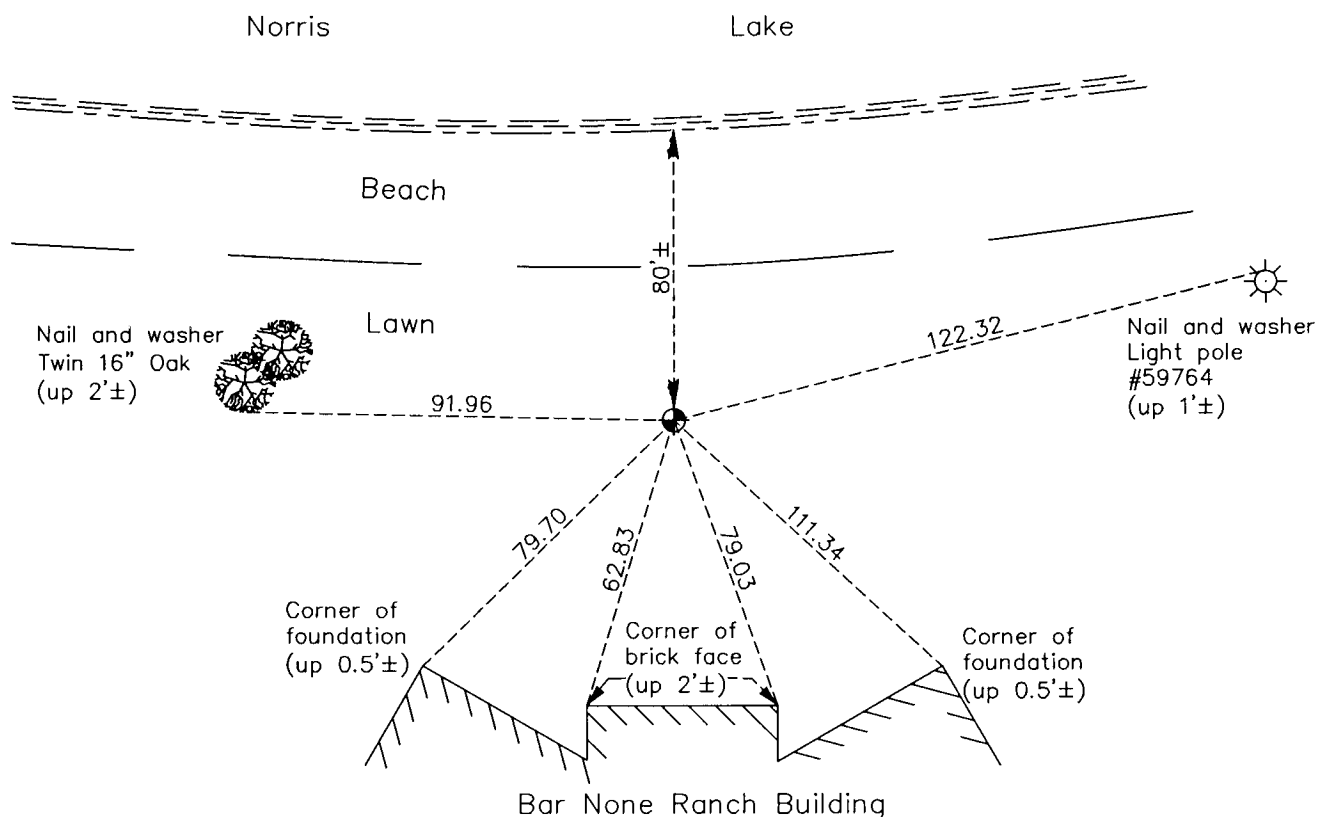 Norris
Lake
Beach
80'±
Lawn
Nail and washer
Twin 16" Oak
(up 2'±)
91.96
122.32
Nail and washer
Light pole
#59764
(up 1'±)
79.70
62.83
79.03
111.34
Corner of
foundation
(up 0.5'±)
Corner of
brick face
(up 2'±)
Corner of
foundation
(up 0.5'±)
Bar None Ranch Building